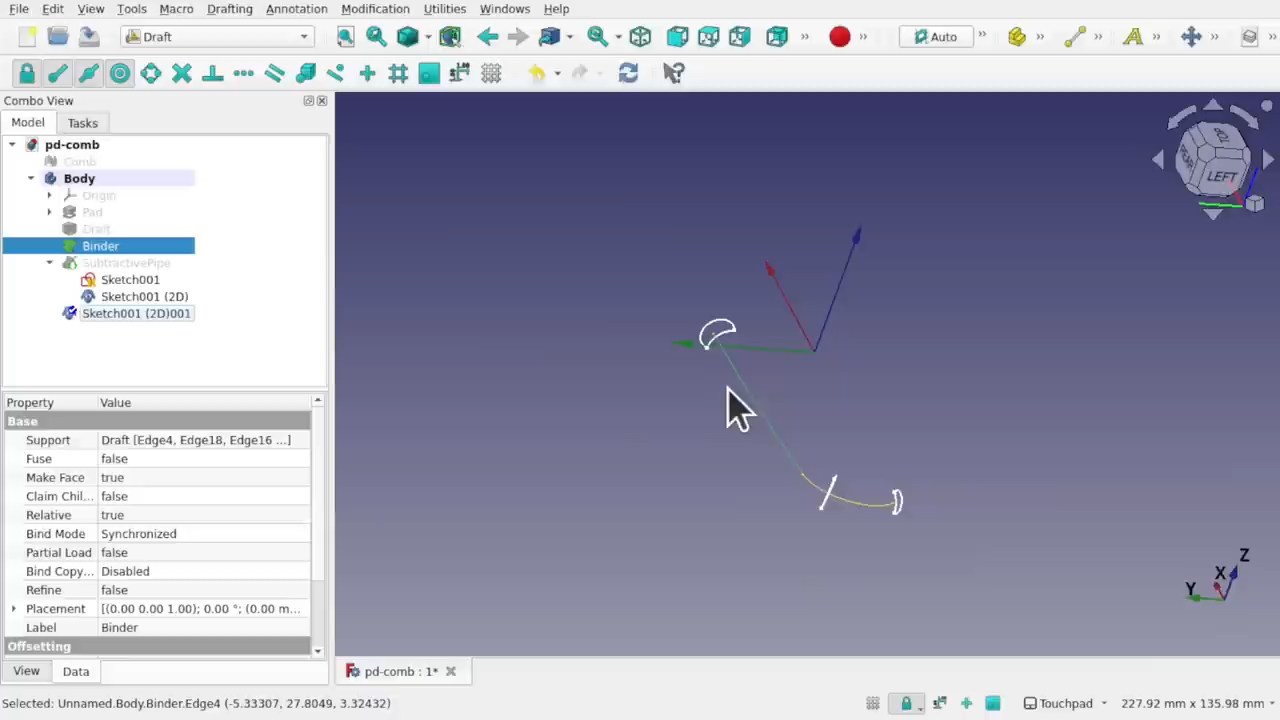 File Edit View Tools Macro Drafting Annotation Modification Utilities Windows Help
Draft
Auto
Combo View
Model Tasks
pd-comb
Comb
Body
Origin
Pad
Draft
Binder
SubtractivePipe
Sketch001
Sketch001 (2D)
Sketch001 (2D)001
Property Value
Base
Support Draft [Edge4, Edge18, Edge16 ...]
Fuse false
Make Face true
Claim Chil... false
Relative true
Bind Mode Synchronized
Partial Load false
Bind Copy... Disabled
Refine false
Placement [(0.00 0.00 1.00); 0.00 °; (0.00 m...
Label Binder
Offsetting
View Data
LEFT
REAR
Z
X
Y
pd-comb : 1*
Selected: Unnamed.Body.Binder.Edge4 (-5.33307, 27.8049, 3.32432)
Touchpad 227.92 mm x 135.98 mm